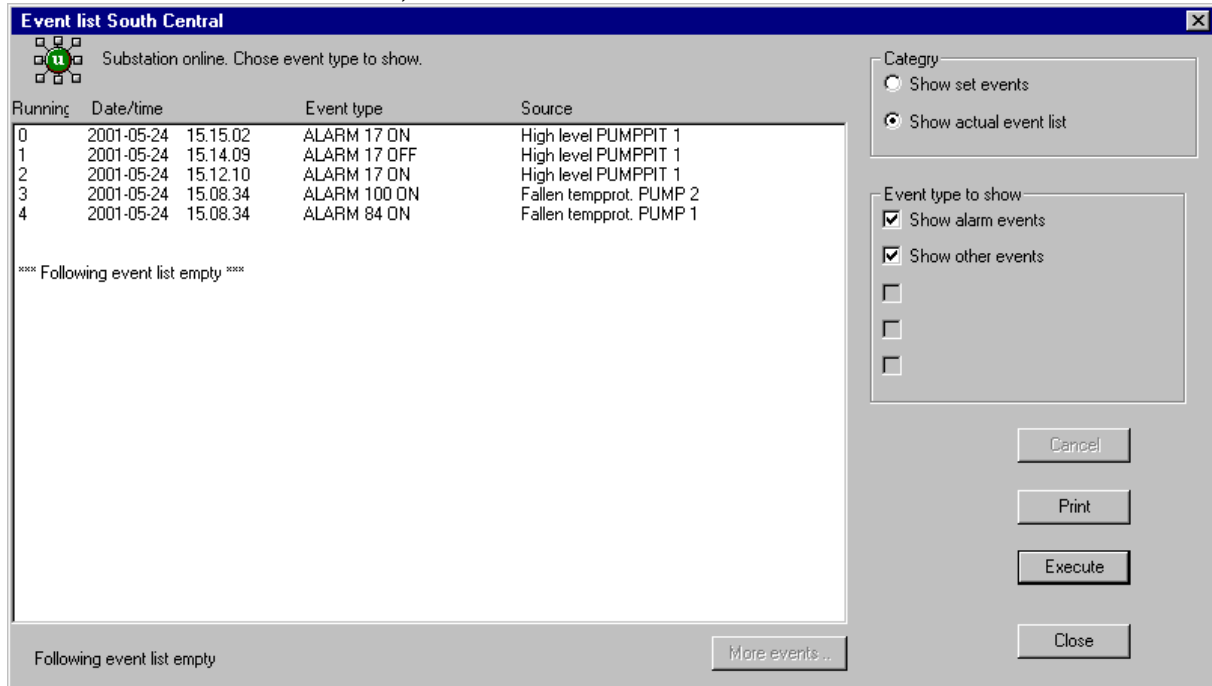 Event list South Central
Substation online. Chose event type to show.
Running Date/time Event type Source
0 2001-05-24 15.15.02 ALARM 17 ON High level PUMPPIT 1
1 2001-05-24 15.14.09 ALARM 17 OFF High level PUMPPIT 1
2 2001-05-24 15.12.10 ALARM 17 ON High level PUMPPIT 1
3 2001-05-24 15.08.34 ALARM 100 ON Fallen tempprot. PUMP 2
4 2001-05-24 15.08.34 ALARM 84 ON Fallen tempprot. PUMP 1
*** Following event list empty ***
Following event list empty
More events ..
Categry
Show set events
Show actual event list
Event type to show
Show alarm events
Show other events
Cancel
Print
Execute
Close